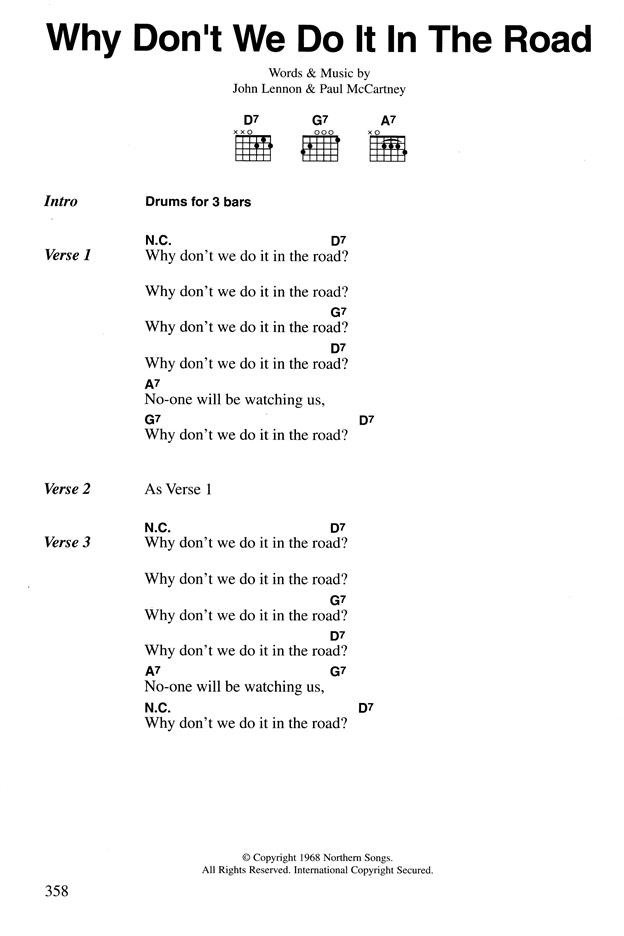 Why Don't We Do It In The Road
Words & Music by
John Lennon & Paul McCartney
D7 G7 A7
Intro Drums for 3 bars
N.C. D7
Verse 1 Why don't we do it in the road?
Why don't we do it in the road?
G7
Why don't we do it in the road?
D7
Why don't we do it in the road?
A7
No-one will be watching us,
G7 D7
Why don't we do it in the road?
Verse 2 As Verse 1
N.C. D7
Verse 3 Why don't we do it in the road?
Why don't we do it in the road?
G7
Why don't we do it in the road?
D7
Why don't we do it in the road?
A7 G7
No-one will be watching us,
N.C. D7
Why don't we do it in the road?
© Copyright 1968 Northern Songs.
All Rights Reserved. International Copyright Secured.
358